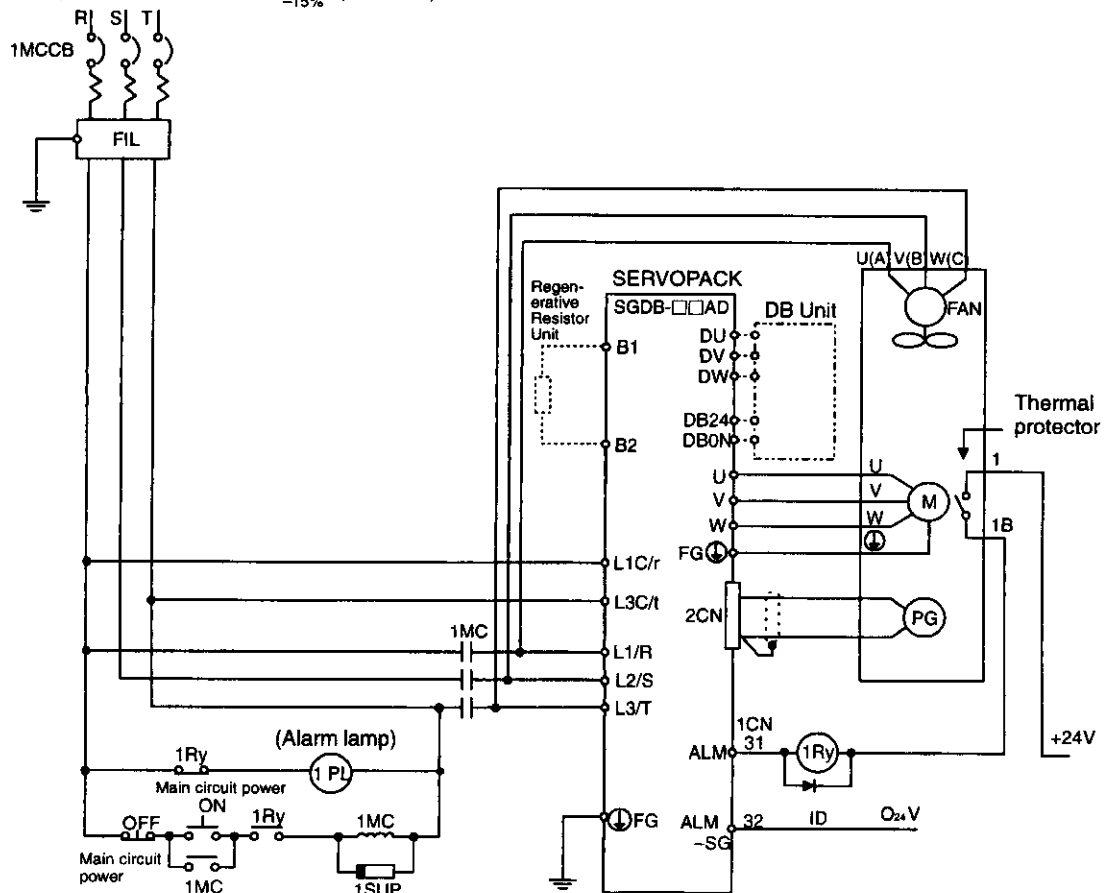 −15%
R S T
1MCCB
FIL
U(A) V(B) W(C)
FAN
SERVOPACK
Regen-
erative
Resistor
Unit
SGDB-□□AD
DB Unit
B1
DU
DV
DW
DB24
DB0N
B2
Thermal
protector
1
1B
U
V
W
U
V
W
M
FG
L1C/r
L3C/t
2CN
PG
1MC
L1/R
L2/S
L3/T
(Alarm lamp)
1Ry
1 PL
Main circuit power
1CN
ALM 31
1Ry
+24V
ON
OFF
1Ry
1MC
FG
ALM 32
−SG
1D
O24V
Main circuit
power
1MC
1SUP